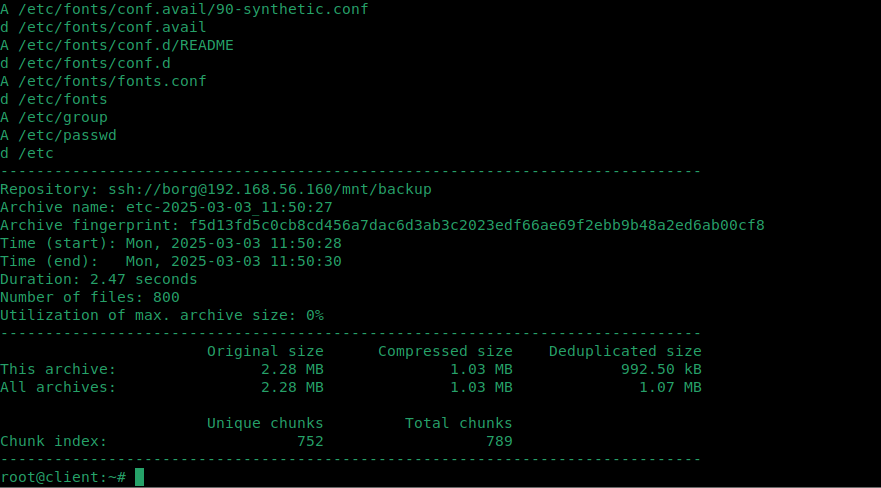 A /etc/fonts/conf.avail/90-synthetic.conf
d /etc/fonts/conf.avail
A /etc/fonts/conf.d/README
d /etc/fonts/conf.d
A /etc/fonts/fonts.conf
d /etc/fonts
A /etc/group
A /etc/passwd
d /etc
------------------------------------------------------------------------------
Repository: ssh://borg@192.168.56.160/mnt/backup
Archive name: etc-2025-03-03_11:50:27
Archive fingerprint: f5d13fd5c0cb8cd456a7dac6d3ab3c2023edf66ae69f2ebb9b48a2ed6ab00cf8
Time (start): Mon, 2025-03-03 11:50:28
Time (end):   Mon, 2025-03-03 11:50:30
Duration: 2.47 seconds
Number of files: 800
Utilization of max. archive size: 0%
------------------------------------------------------------------------------
                       Original size      Compressed size    Deduplicated size
This archive:                2.28 MB              1.03 MB            992.50 kB
All archives:                2.28 MB              1.03 MB              1.07 MB
                       Unique chunks         Total chunks
Chunk index:                     752                  789
------------------------------------------------------------------------------
root@client:~#